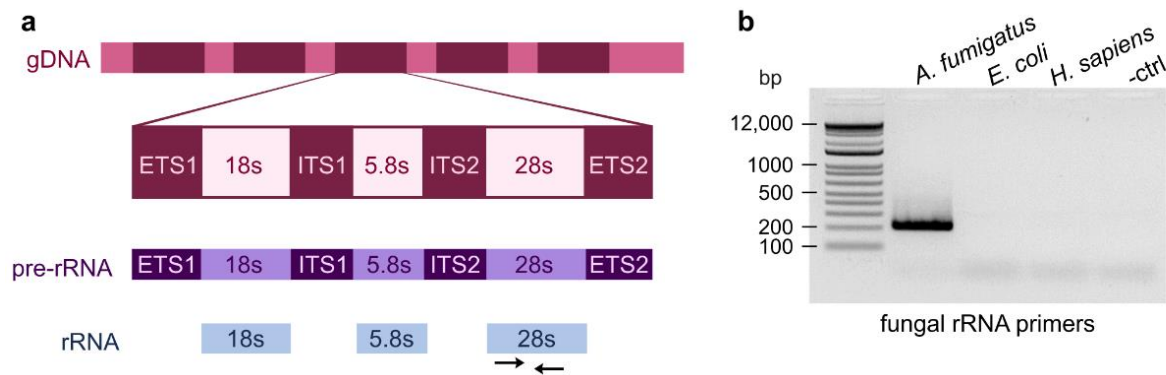 a
gDNA
ETS1 18s ITS1 5.8s ITS2 28s ETS2
pre-rRNA ETS1 18s ITS1 5.8s ITS2 28s ETS2
rRNA 18s 5.8s 28s
b
bp A. fumigatus E. coli H. sapiens -ctrl
12,000
1000
500
200
100
fungal rRNA primers